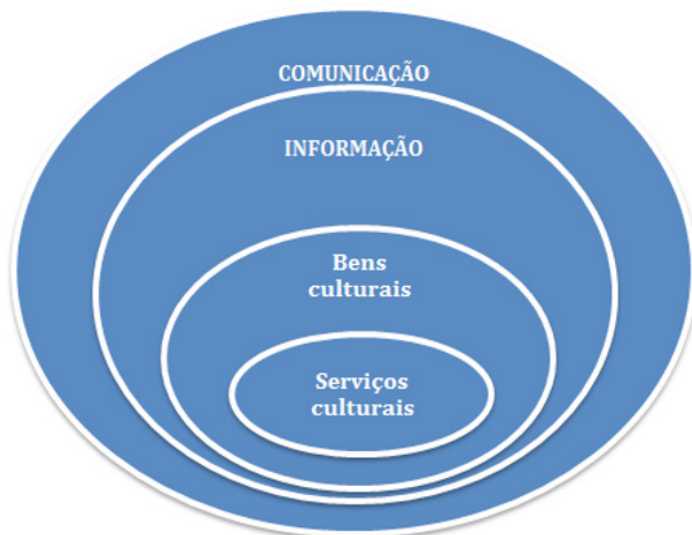 COMUNICAÇÃO
INFORMAÇÃO
Bens
culturais
Serviços
culturais